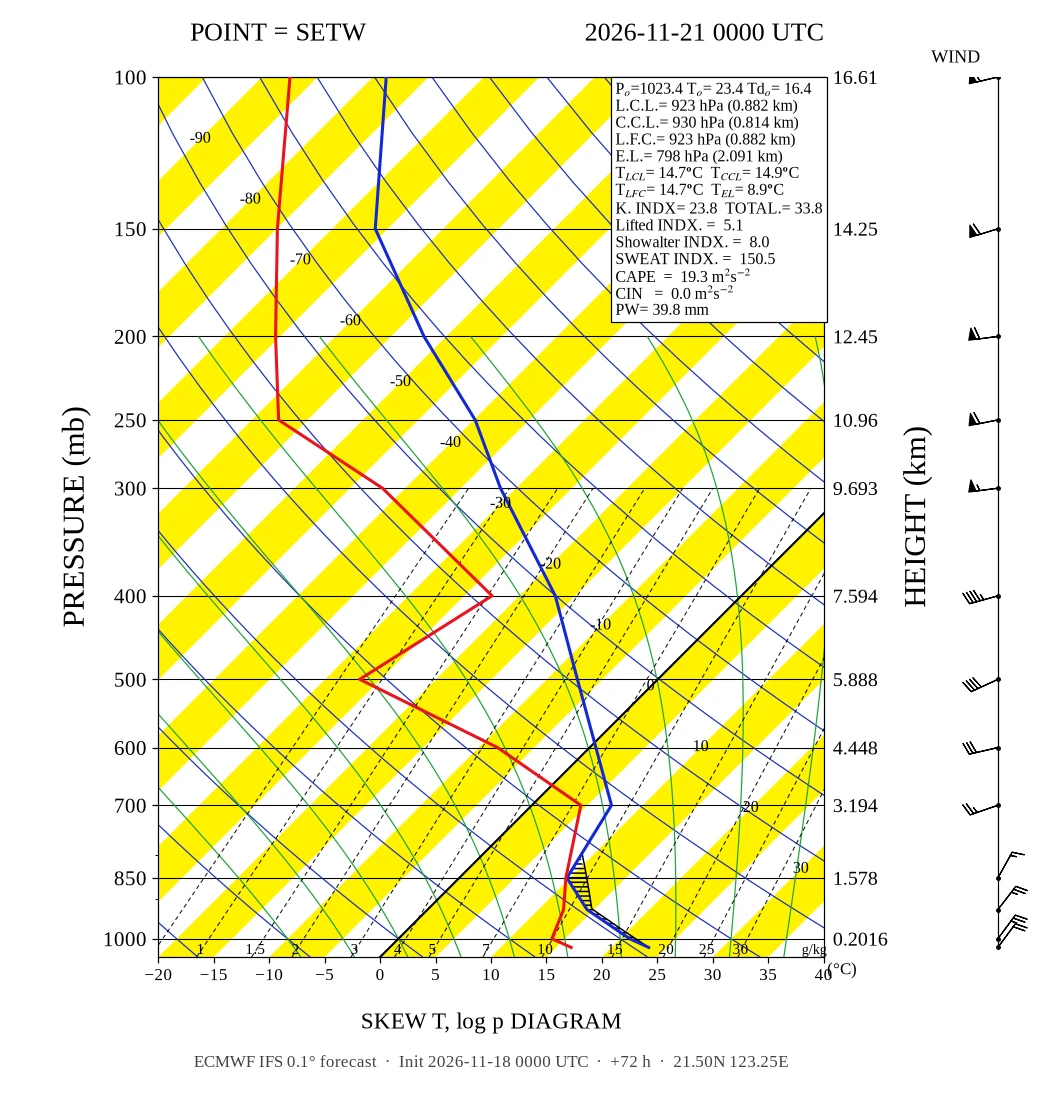 POINT = SETW 2026-11-21 0000 UTC
WIND
100 16.61
Pₒ=1023.4 Tₒ= 23.4 Tdₒ= 16.4
L.C.L.= 923 hPa (0.882 km)
C.C.L.= 930 hPa (0.814 km)
L.F.C.= 923 hPa (0.882 km)
E.L.= 798 hPa (2.091 km)
T_LCL= 14.7°C T_CCL= 14.9°C
T_LFC= 14.7°C T_EL= 8.9°C
K. INDX= 23.8 TOTAL.= 33.8
Lifted INDX. = 5.1
Showalter INDX. = 8.0
SWEAT INDX. = 150.5
CAPE = 19.3 m²s⁻²
CIN = 0.0 m²s⁻²
PW= 39.8 mm
-90
-80
150 14.25
-70
-60
200 12.45
-50
250 10.96
-40
300 9.693
-30
-20
400 7.594
-10
500 5.888
0
600 4.448
10
700 3.194
20
30
850 1.578
1000 0.2016
1 1.5 2 3 4 5 7 10 15 20 25 30 g/kg
−20 −15 −10 −5 0 5 10 15 20 25 30 35 40 (°C)
PRESSURE (mb)
HEIGHT (km)
SKEW T, log p DIAGRAM
ECMWF IFS 0.1° forecast · Init 2026-11-18 0000 UTC · +72 h · 21.50N 123.25E